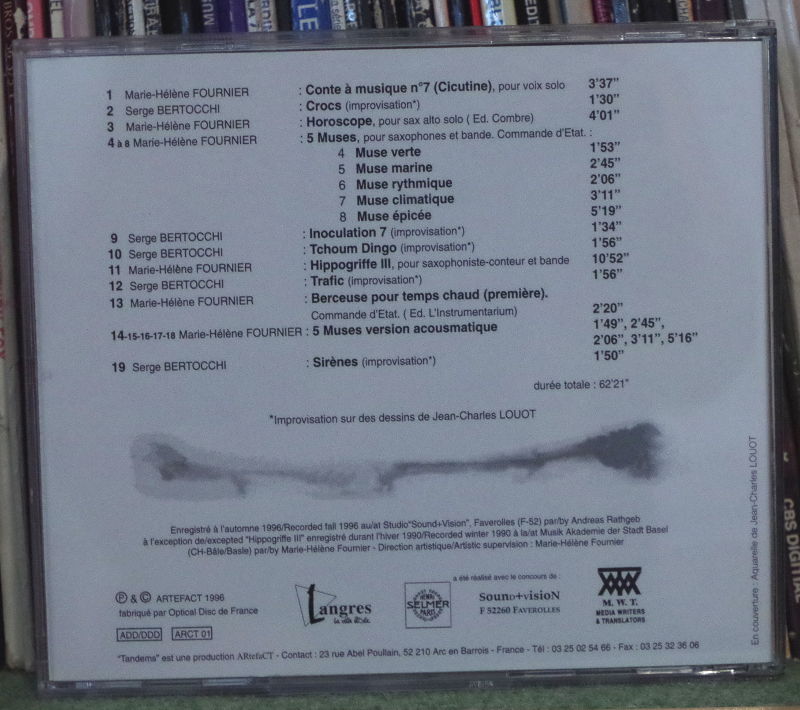 1 Marie-Hélène FOURNIER : Conte à musique n°7 (Cicutine), pour voix solo 3'37"
2 Serge BERTOCCHI : Crocs (improvisation*) 1'30"
3 Marie-Hélène FOURNIER : Horoscope, pour sax alto solo ( Ed. Combre) 4'01"
4 à 8 Marie-Hélène FOURNIER : 5 Muses, pour saxophones et bande. Commande d'Etat. :
4 Muse verte 1'53"
5 Muse marine 2'45"
6 Muse rythmique 2'06"
7 Muse climatique 3'11"
8 Muse épicée 5'19"
9 Serge BERTOCCHI : Inoculation 7 (improvisation*) 1'34"
10 Serge BERTOCCHI : Tchoum Dingo (improvisation*) 1'56"
11 Marie-Hélène FOURNIER : Hippogriffe III, pour saxophoniste-conteur et bande 10'52"
12 Serge BERTOCCHI : Trafic (improvisation*) 1'56"
13 Marie-Hélène FOURNIER : Berceuse pour temps chaud (première).
Commande d'Etat. ( Ed. L'Instrumentarium) 2'20"
14-15-16-17-18 Marie-Hélène FOURNIER : 5 Muses version acousmatique 1'49", 2'45",
2'06", 3'11", 5'16"
19 Serge BERTOCCHI : Sirènes (improvisation*) 1'50"
durée totale : 62'21"
*Improvisation sur des dessins de Jean-Charles LOUOT
Enregistré à l'automne 1996/Recorded fall 1996 au/at Studio"Sound+Vision", Faverolles (F-52) par/by Andreas Rathgeb
à l'exception de/excepted "Hippogriffe III" enregistré durant l'hiver 1990/Recorded winter 1990 à la/at Musik Akademie der Stadt Basel
(CH-Bâle/Basle) par/by Marie-Hélène Fournier - Direction artistique/Artistic supervision : Marie-Hélène Fournier
a été réalisé avec le concours de :
℗ & © ARTEFACT 1996
fabriqué par Optical Disc de France
ADD/DDD ARCT 01
Langres
la ville étoile
HENRI
SELMER
PARIS
Sound+visioN
F 52260 FAVEROLLES
M. W. T.
MEDIA WRITERS
& TRANSLATORS
"Tandems" est une production ARtefaCT - Contact : 23 rue Abel Poullain, 52 210 Arc en Barrois - France - Tél : 03 25 02 54 66 - Fax : 03 25 32 36 06
En couverture : Aquarelle de Jean-Charles LOUOT
CBS DIGITAL